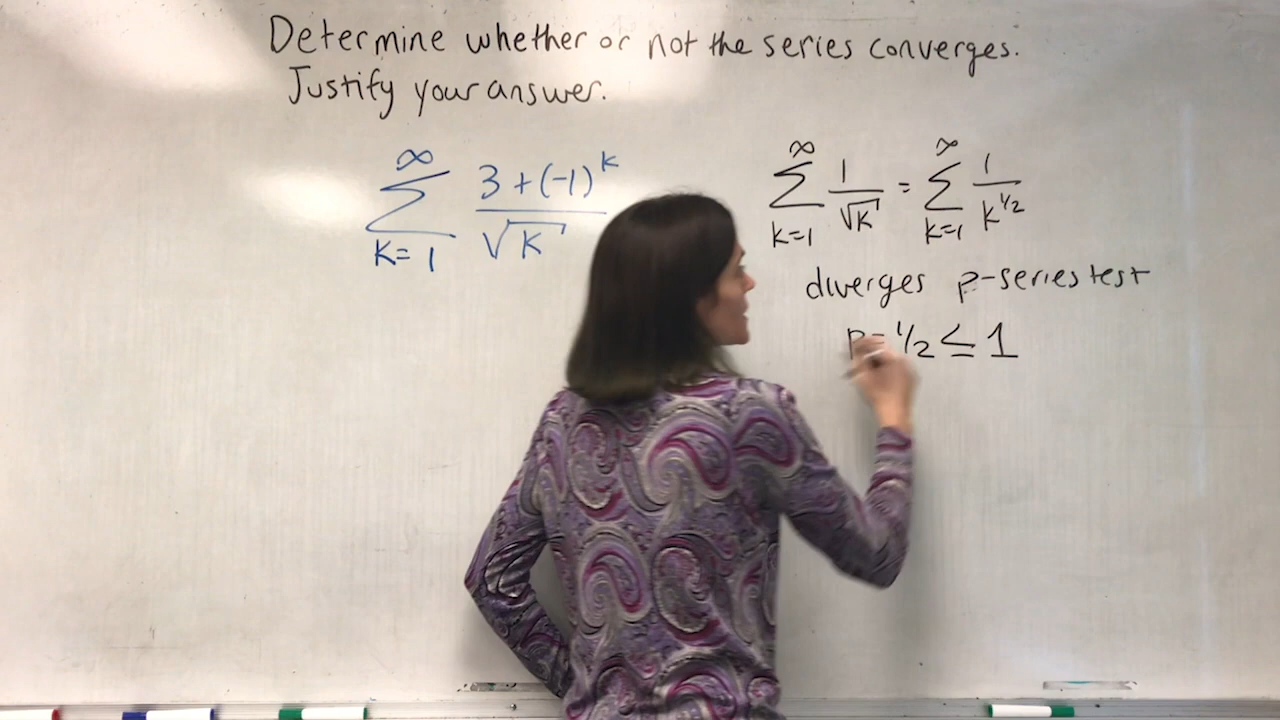 Determine whether or not the series converges.
Justify your answer.
∞ ∑ k=1 3+(-1)^k / √k
∞ ∑ k=1 1/√k = ∞ ∑ k=1 1/k^1/2
diverges p-series test
p=1/2 ≤ 1